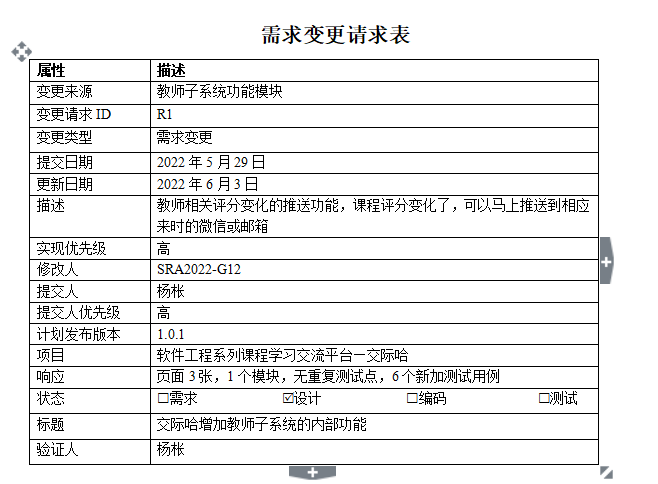 需求变更请求表
属性 描述
变更来源 教师子系统功能模块
变更请求 ID R1
变更类型 需求变更
提交日期 2022 年 5 月 29 日
更新日期 2022 年 6 月 3 日
描述 教师相关评分变化的推送功能，课程评分变化了，可以马上推送到相应
来时的微信或邮箱
实现优先级 高
修改人 SRA2022-G12
提交人 杨枨
提交人优先级 高
计划发布版本 1.0.1
项目 软件工程系列课程学习交流平台—交际哈
响应 页面 3 张，1 个模块，无重复测试点，6 个新加测试用例
状态 ☐需求 ☑设计 ☐编码 ☐测试
标题 交际哈增加教师子系统的内部功能
验证人 杨枨